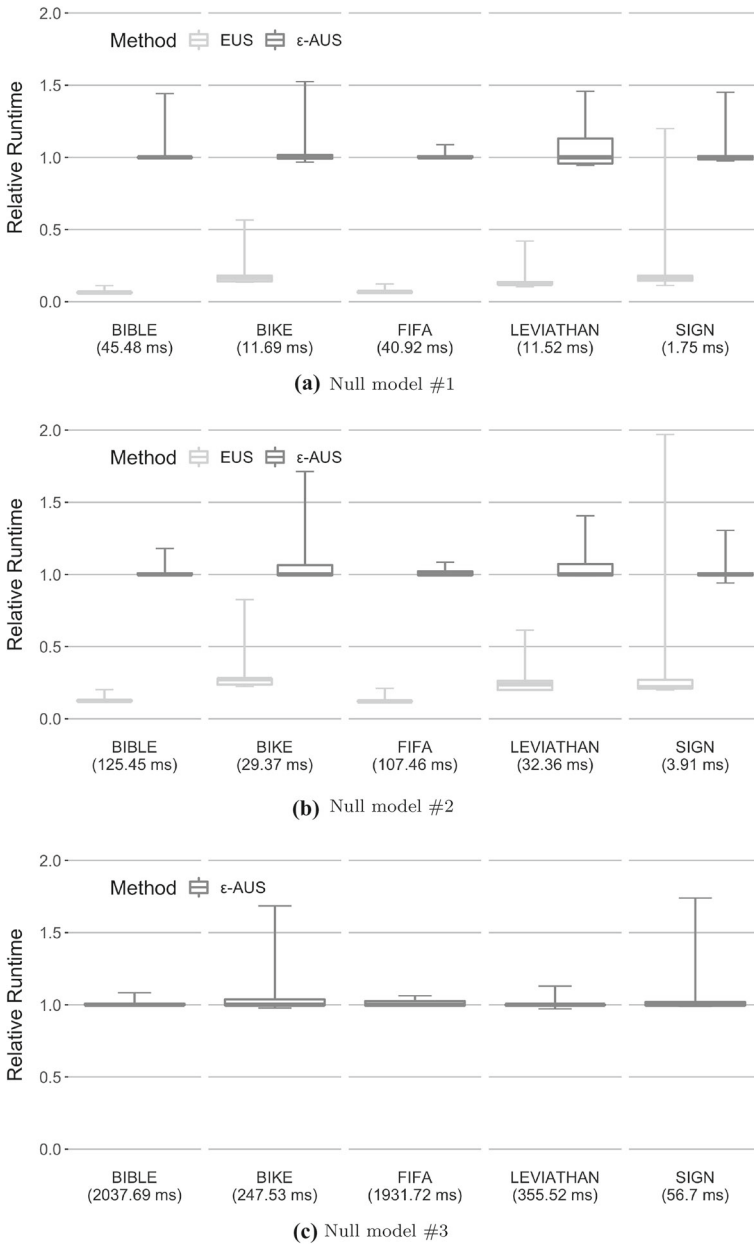 Method EUS ε-AUS
Relative Runtime
2.0
1.5
1.0
0.5
0.0
BIBLE BIKE FIFA LEVIATHAN SIGN
(45.48 ms) (11.69 ms) (40.92 ms) (11.52 ms) (1.75 ms)
(a) Null model #1
Method EUS ε-AUS
Relative Runtime
2.0
1.5
1.0
0.5
0.0
BIBLE BIKE FIFA LEVIATHAN SIGN
(125.45 ms) (29.37 ms) (107.46 ms) (32.36 ms) (3.91 ms)
(b) Null model #2
Method ε-AUS
Relative Runtime
2.0
1.5
1.0
0.5
0.0
BIBLE BIKE FIFA LEVIATHAN SIGN
(2037.69 ms) (247.53 ms) (1931.72 ms) (355.52 ms) (56.7 ms)
(c) Null model #3